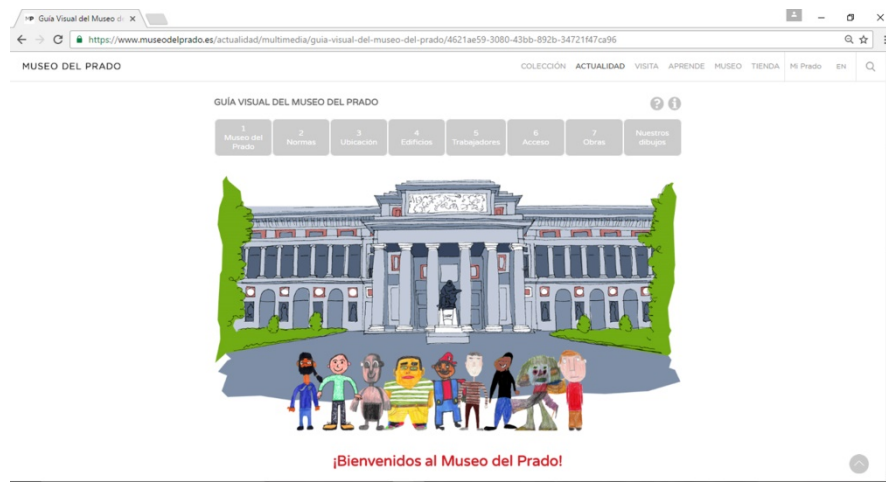 Guía Visual del Museo de
https://www.museodelprado.es/actualidad/multimedia/guia-visual-del-museo-del-prado/4621ae59-3080-43bb-892b-34721f47ca96
MUSEO DEL PRADO
COLECCIÓN ACTUALIDAD VISITA APRENDE MUSEO TIENDA Mi Prado EN
GUÍA VISUAL DEL MUSEO DEL PRADO
1
Museo del
Prado
2
Normas
3
Ubicación
4
Edificios
5
Trabajadores
6
Acceso
7
Obras
Nuestros
dibujos
¡Bienvenidos al Museo del Prado!